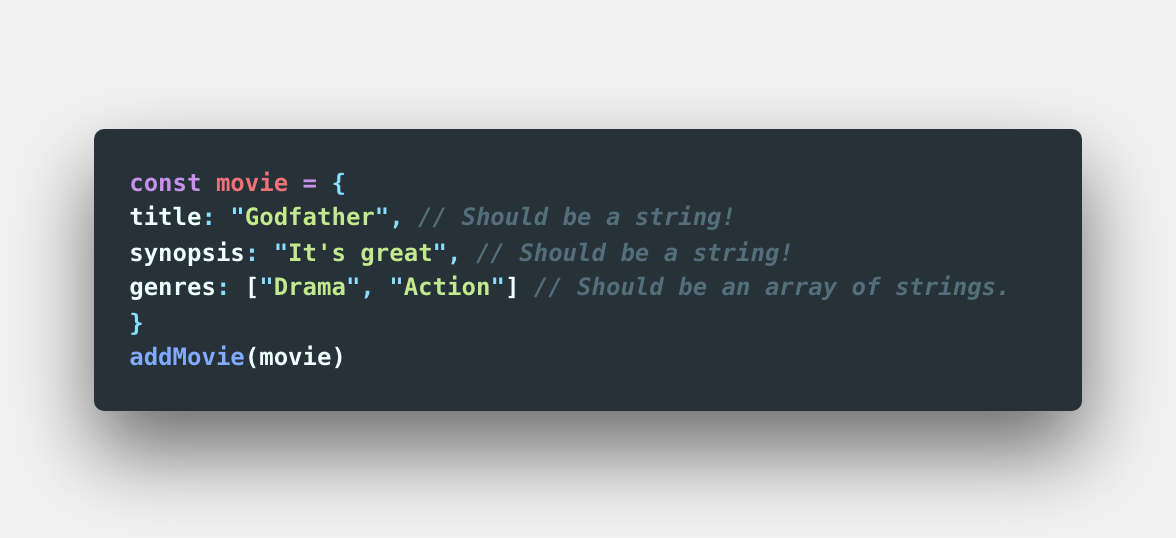 const movie = {
title: "Godfather", // Should be a string!
synopsis: "It's great", // Should be a string!
genres: ["Drama", "Action"] // Should be an array of strings.
}
addMovie(movie)